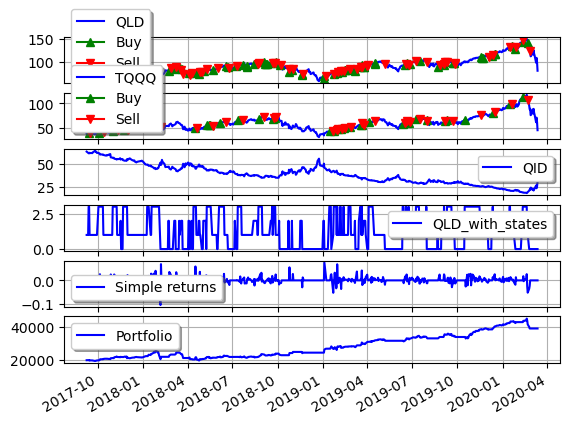 QLD
Buy
Sell
150
100
TQQQ
Buy
Sell
100
50
QID
50
25
QLD_with_states
2.5
0.0
Simple returns
0.0
−0.1
Portfolio
40000
20000
2017-10
2018-01
2018-04
2018-07
2018-10
2019-01
2019-04
2019-07
2019-10
2020-01
2020-04